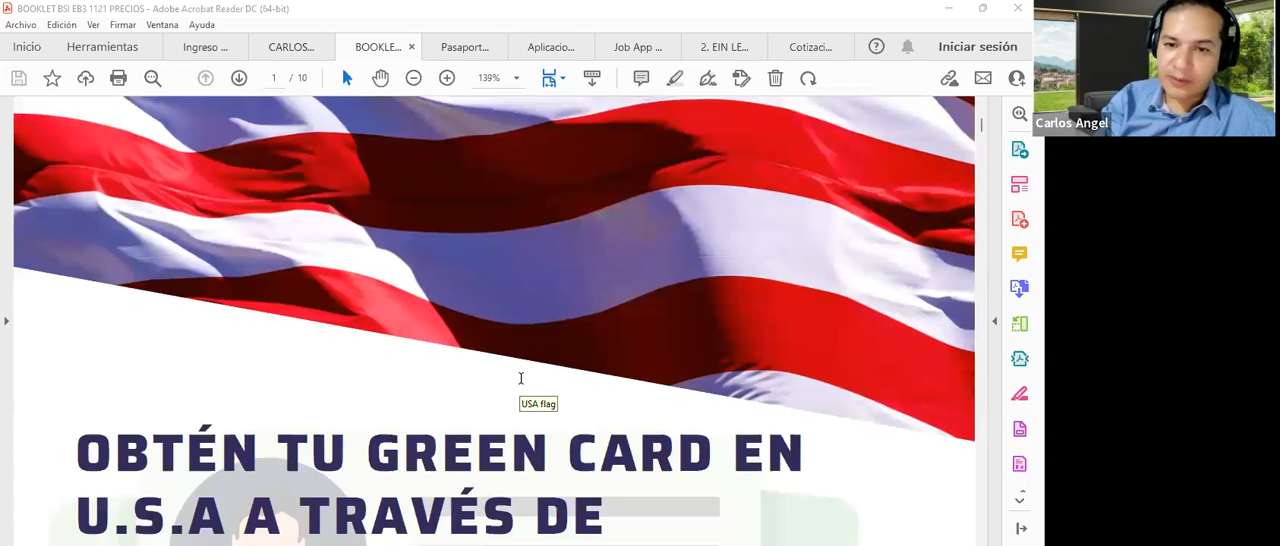 BOOKLET BSI EB3 1121 PRECIOS - Adobe Acrobat Reader DC (64-bit)
Archivo Edición Ver Firmar Ventana Ayuda
Inicio Herramientas Ingreso ... CARLOS... BOOKLE... × Pasaport... Aplicacio... Job App ... 2. EIN LE... Cotizaci... Iniciar sesión
1 / 10 139%
Carlos Angel
USA flag
OBTÉN TU GREEN CARD EN
U.S.A A TRAVÉS DE